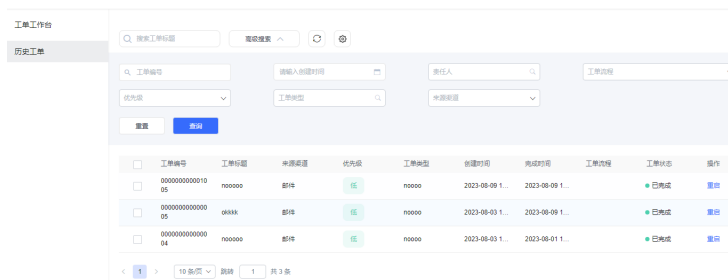 工单工作台
历史工单
搜索工单标题
高级搜索
工单编号
请输入创建时间
责任人
工单流程
优先级
工单类型
来源渠道
重置
查询
工单编号 工单标题 来源渠道 优先级 工单类型 创建时间 完成时间 工单流程 工单状态 操作
0000000000010
05
nooooo 邮件 低 noooo 2023-08-09 1... 2023-08-09 1... 已完成 重启
0000000000000
05
okkkk 邮件 低 noooo 2023-08-03 1... 2023-08-09 1... 已完成 重启
0000000000000
04
nooooo 邮件 低 noooo 2023-08-03 1... 2023-08-01 1... 已完成 重启
1 10 条/页 跳转 1 共 3 条